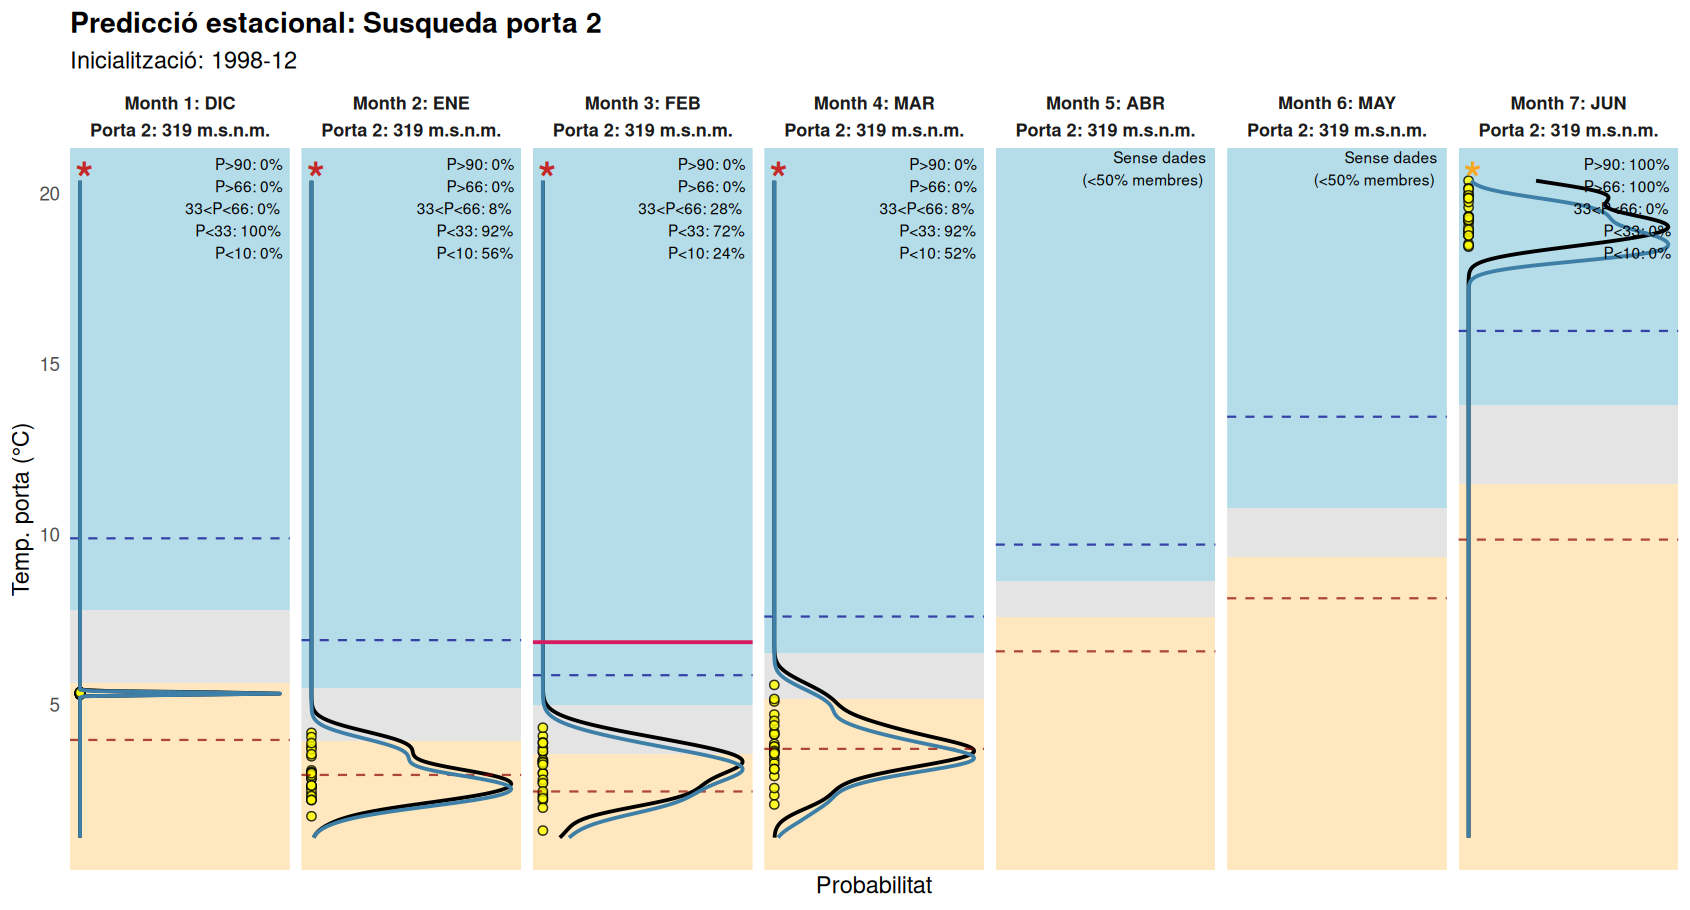 Predicció estacional: Susqueda porta 2
Inicialització: 1998-12
Month 1: DIC
Porta 2: 319 m.s.n.m.
Month 2: ENE
Porta 2: 319 m.s.n.m.
Month 3: FEB
Porta 2: 319 m.s.n.m.
Month 4: MAR
Porta 2: 319 m.s.n.m.
Month 5: ABR
Porta 2: 319 m.s.n.m.
Month 6: MAY
Porta 2: 319 m.s.n.m.
Month 7: JUN
Porta 2: 319 m.s.n.m.
*
P>90: 0%
P>66: 0%
33<P<66: 0%
P<33: 100%
P<10: 0%
*
P>90: 0%
P>66: 0%
33<P<66: 8%
P<33: 92%
P<10: 56%
*
P>90: 0%
P>66: 0%
33<P<66: 28%
P<33: 72%
P<10: 24%
*
P>90: 0%
P>66: 0%
33<P<66: 8%
P<33: 92%
P<10: 52%
Sense dades
(<50% membres)
Sense dades
(<50% membres)
*
P>90: 100%
P>66: 100%
33<P<66: 0%
P<33: 0%
P<10: 0%
20
15
10
5
Temp. porta (°C)
Probabilitat